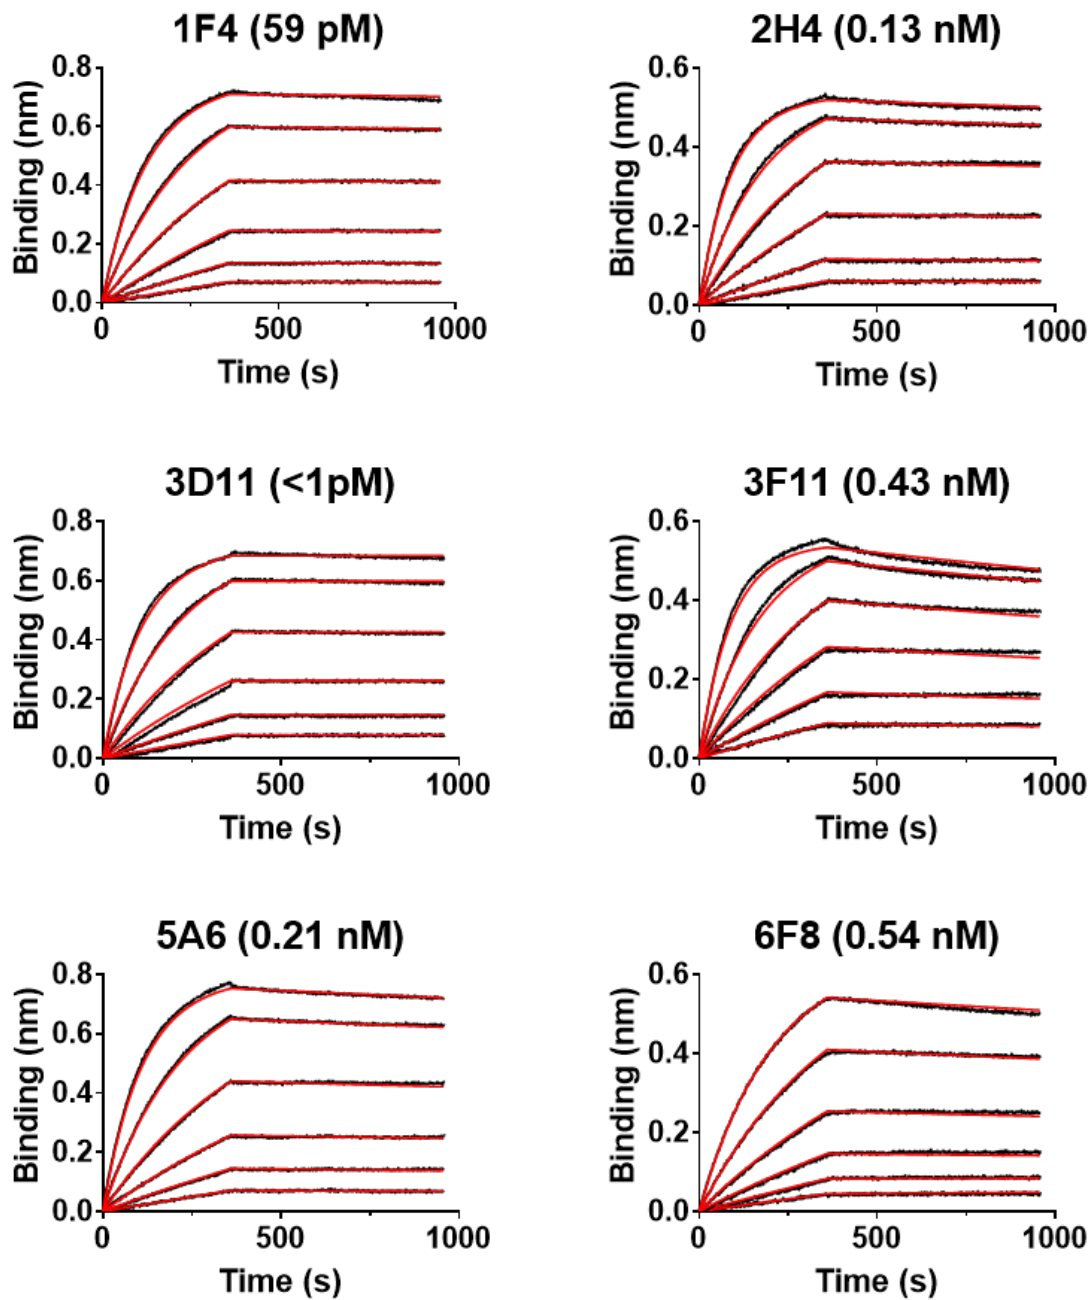 1F4 (59 pM)
Binding (nm)
0.8
0.6
0.4
0.2
0.0
0 500 1000
Time (s)
2H4 (0.13 nM)
Binding (nm)
0.6
0.4
0.2
0.0
0 500 1000
Time (s)
3D11 (<1pM)
Binding (nm)
0.8
0.6
0.4
0.2
0.0
0 500 1000
Time (s)
3F11 (0.43 nM)
Binding (nm)
0.6
0.4
0.2
0.0
0 500 1000
Time (s)
5A6 (0.21 nM)
Binding (nm)
0.8
0.6
0.4
0.2
0.0
0 500 1000
Time (s)
6F8 (0.54 nM)
Binding (nm)
0.6
0.4
0.2
0.0
0 500 1000
Time (s)